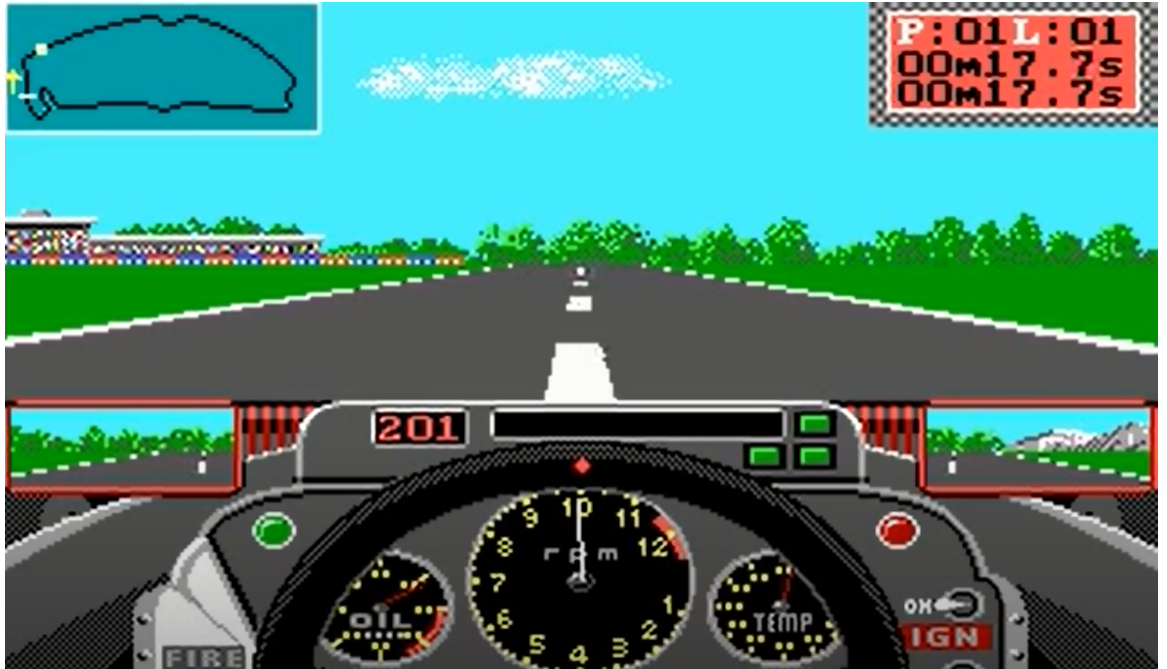 P:01L:01
00m17.7s
00m17.7s
201
10
9 11
8 12
rpm
7
6 1
5 2
4 3
OIL
TEMP
ON
IGN
FIRE